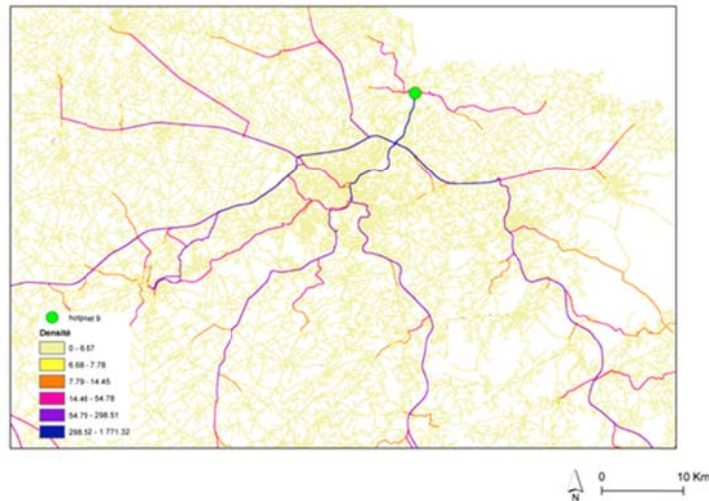 hotpset 9
Densité
0 - 6.67
6.68 - 7.78
7.79 - 14.45
14.46 - 54.78
54.79 - 298.51
298.52 - 1 771.32
N
0 10 Km